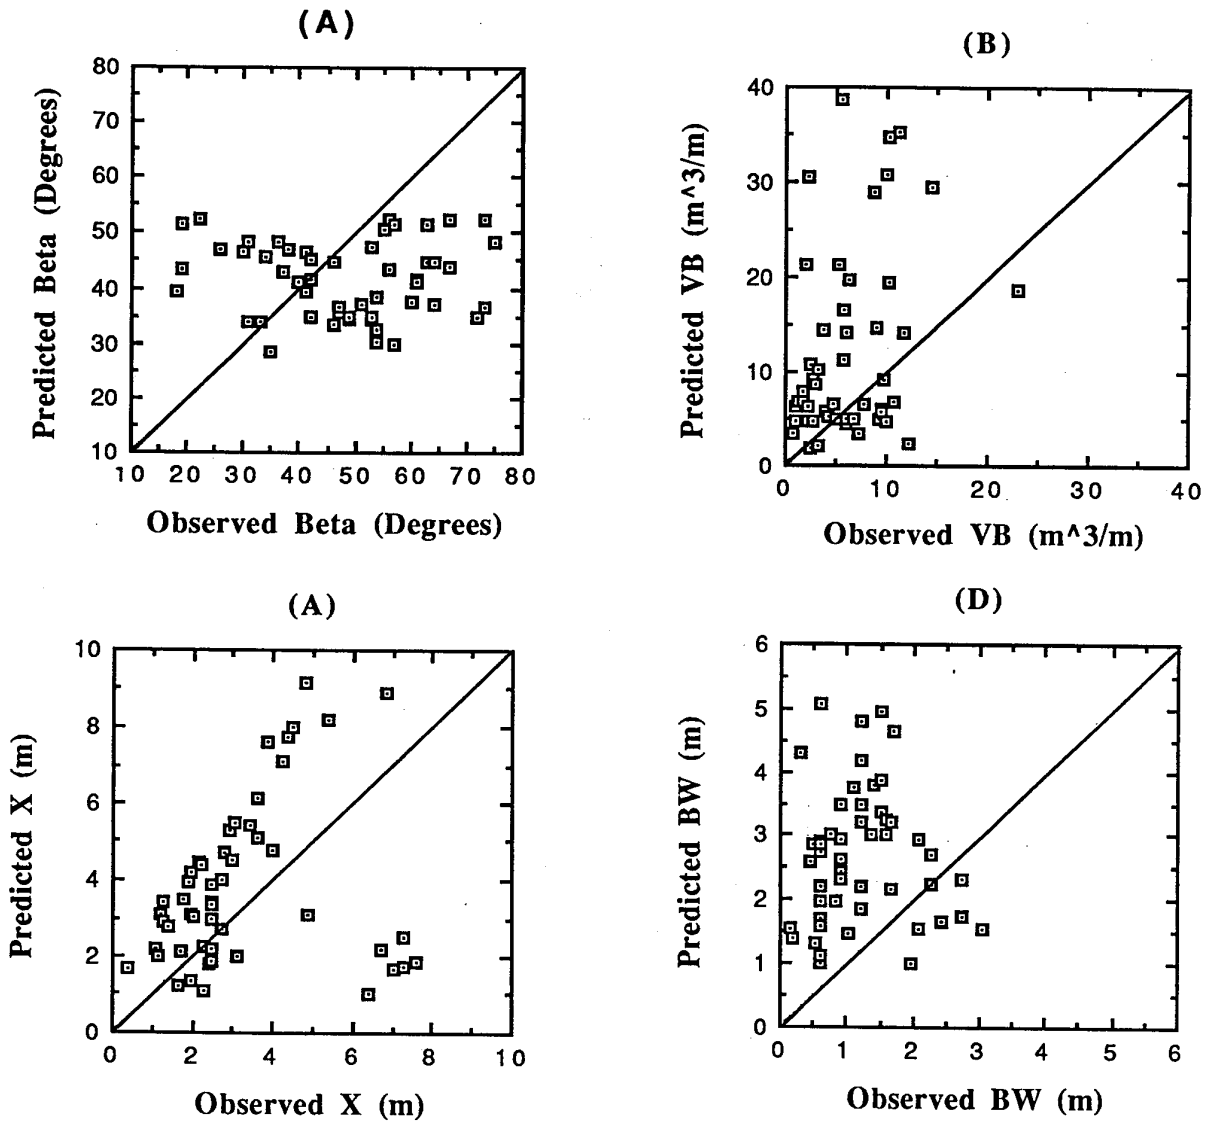 (A)
80
70
60
50
40
30
20
10
Predicted Beta (Degrees)
10 20 30 40 50 60 70 80
Observed Beta (Degrees)
(B)
40
30
20
10
0
Predicted VB (m^3/m)
0 10 20 30 40
Observed VB (m^3/m)
(A)
10
8
6
4
2
0
Predicted X (m)
0 2 4 6 8 10
Observed X (m)
(D)
6
5
4
3
2
1
0
Predicted BW (m)
0 1 2 3 4 5 6
Observed BW (m)